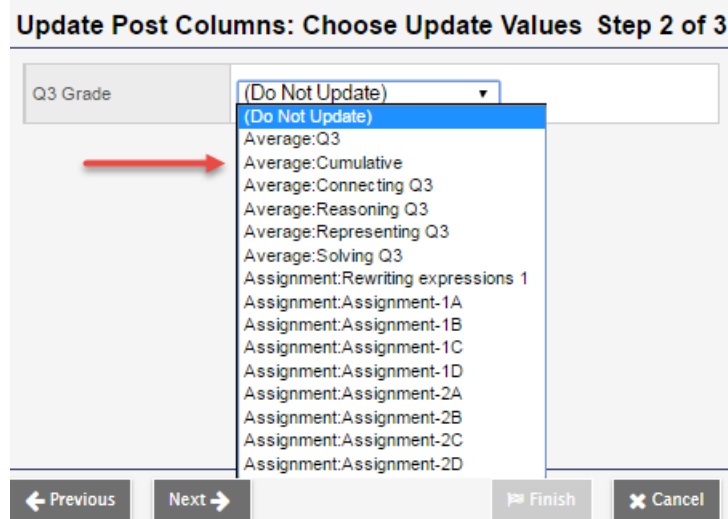 Update Post Columns: Choose Update Values Step 2 of 3
Q3 Grade
(Do Not Update)
(Do Not Update)
Average:Q3
Average:Cumulative
Average:Connecting Q3
Average:Reasoning Q3
Average:Representing Q3
Average:Solving Q3
Assignment:Rewriting expressions 1
Assignment:Assignment-1A
Assignment:Assignment-1B
Assignment:Assignment-1C
Assignment:Assignment-1D
Assignment:Assignment-2A
Assignment:Assignment-2B
Assignment:Assignment-2C
Assignment:Assignment-2D
Previous Next Finish Cancel